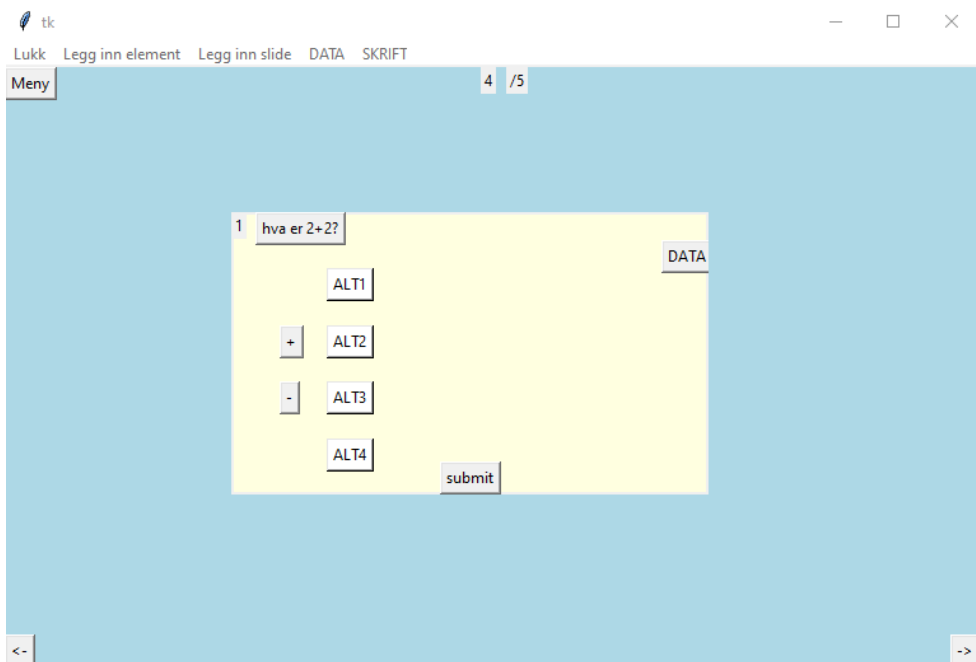 tk
Lukk Legg inn element Legg inn slide DATA SKRIFT
Meny 4 /5
1 hva er 2+2?
DATA
ALT1
+ ALT2
- ALT3
ALT4
submit
<- ->